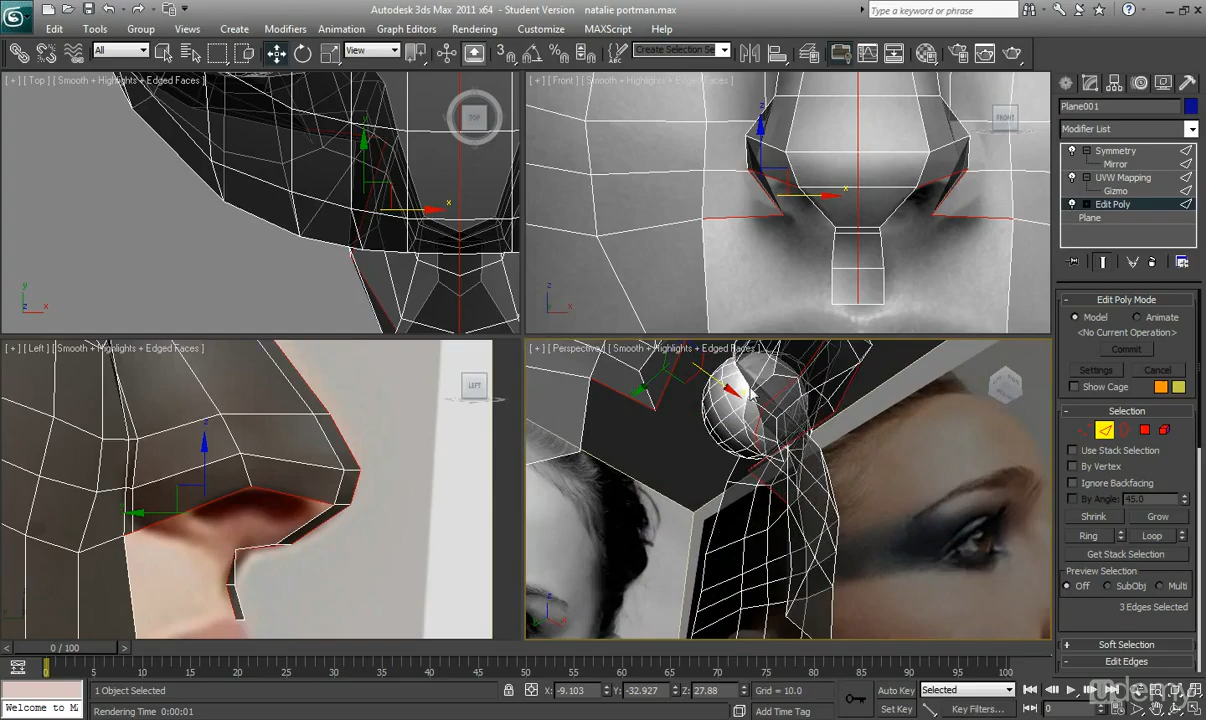 Autodesk 3ds Max 2011 x64 - Student Version natalie portman.max
Type a keyword or phrase
Edit Tools Group Views Create Modifiers Animation Graph Editors Rendering Customize MAXScript Help
All View Create Selection Se
[ + ] [ Top ] [ Smooth + Highlights + Edged Faces ]
TOP
[ + ] [ Front ] [ Smooth + Highlights + Edged Faces ]
FRONT
Plane001
Modifier List
Symmetry
Mirror
UVW Mapping
Gizmo
Edit Poly
Plane
y
x
z
x
y
z
x
z
x
[ + ] [ Left ] [ Smooth + Highlights + Edged Faces ]
LEFT
z
[ + ] [ Perspective ] [ Smooth + Highlights + Edged Faces ]
z
Edit Poly Mode
Model Animate
<No Current Operation>
Commit
Settings Cancel
Show Cage
Selection
Use Stack Selection
By Vertex
Ignore Backfacing
By Angle: 45.0
Shrink Grow
Ring Loop
Get Stack Selection
Preview Selection
Off SubObj Multi
3 Edges Selected
Soft Selection
Edit Edges
0 / 100
0 5 10 15 20 25 30 35 40 45 50 55 60 65 70 75 80 85 90 95 100
1 Object Selected X: -9.103 Y: -32.927 Z: 27.88 Grid = 10.0 Auto Key Selected
Welcome to M
Rendering Time 0:00:01 Add Time Tag Set Key Key Filters... 0
udemy